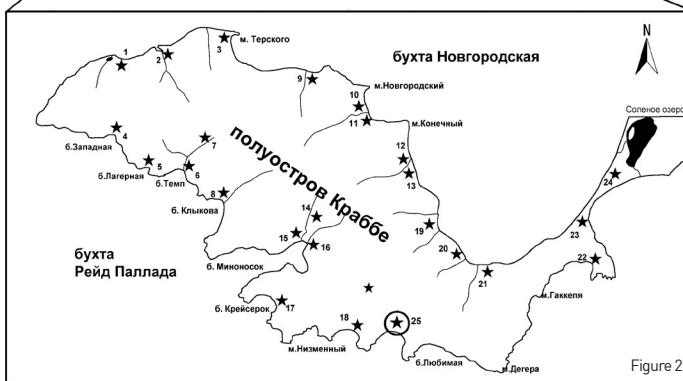 N
м. Терского
бухта Новгородская
1
2
3
9
м.Новгородский
10
11
м.Конечный
Соленое озеро
4
б.Западная
7
полуостров Краббе
12
13
24
5
б.Лагерная
6
б.Темп
8
б. Клыкова
14
15
16
19
23
бухта
Рейд Паллада
б. Миноносок
20
21
22
м.Гаккеля
б. Крейсерок
17
18
25
м.Низменный
б.Любимая
м.Дегера
Figure 2